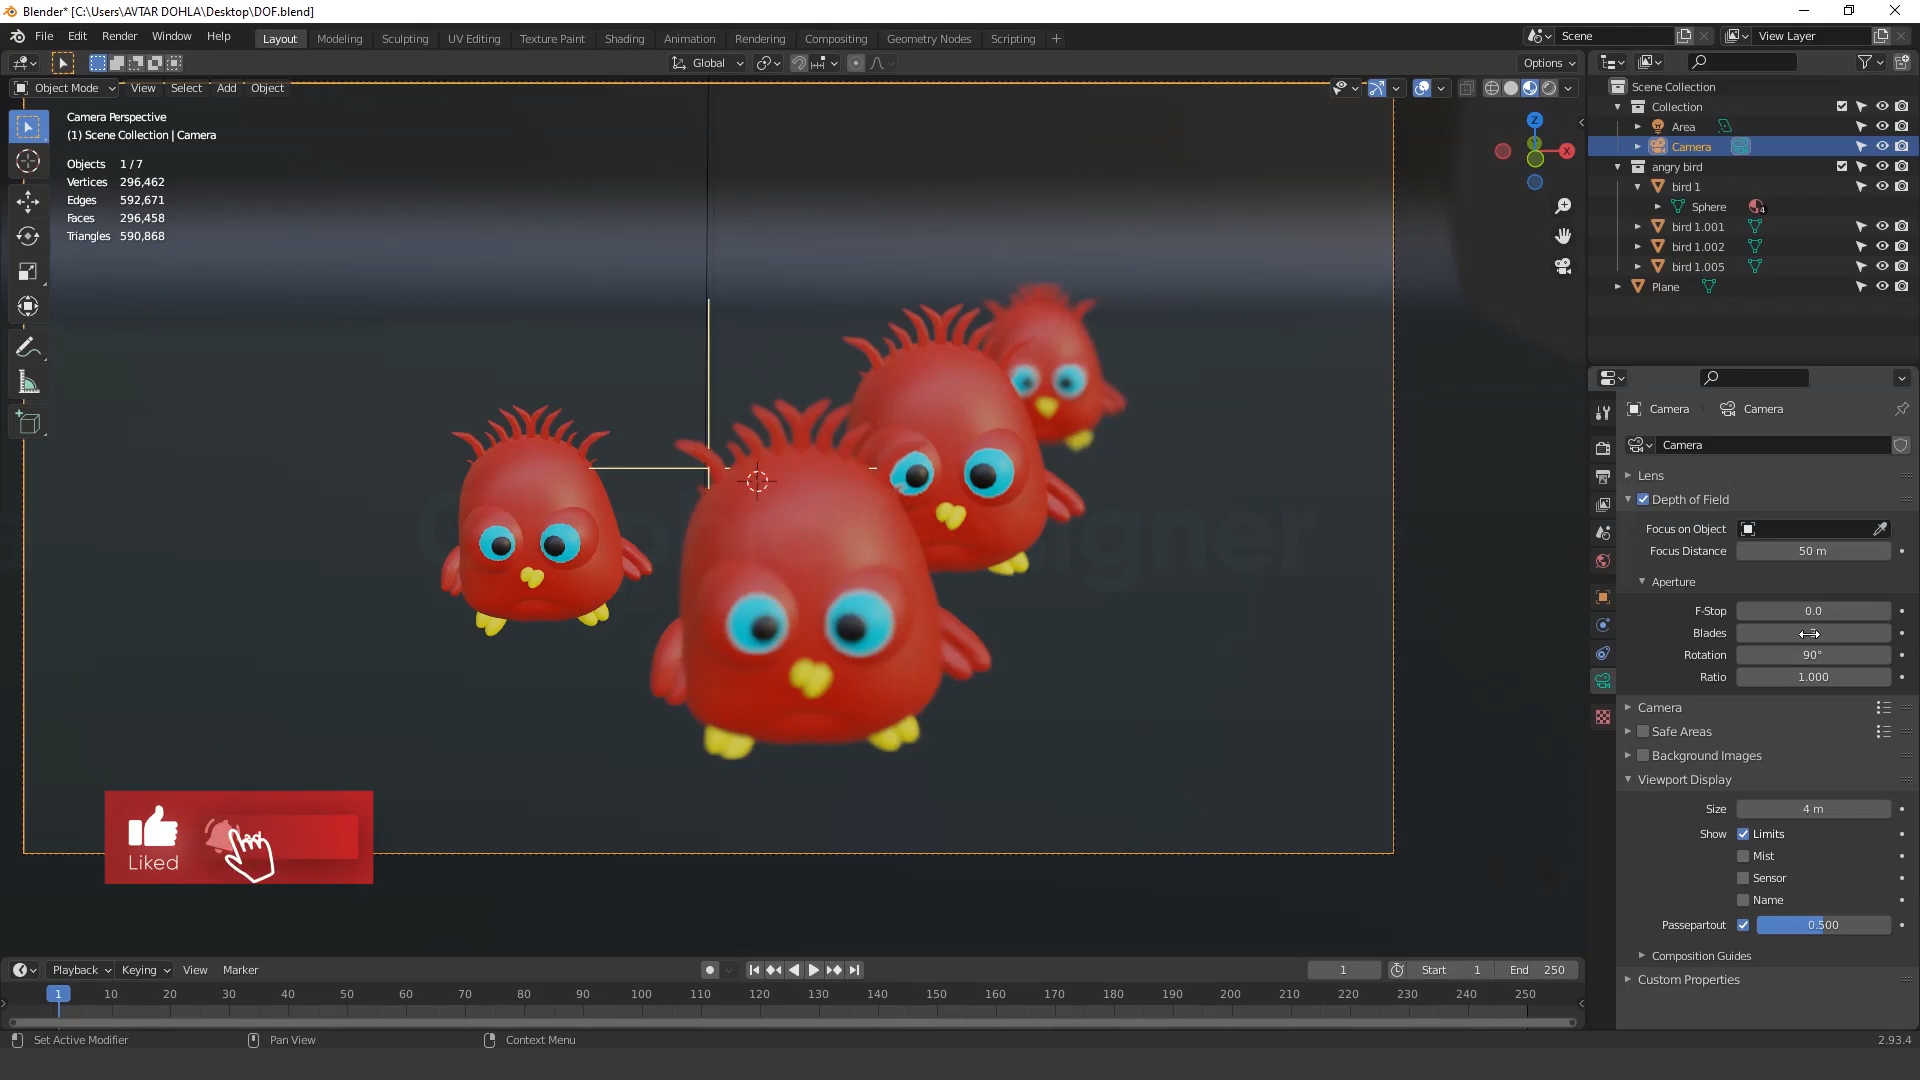 Blender* [C:\Users\AVTAR DOHLA\Desktop\DOF.blend]
File Edit Render Window Help
Layout Modeling Sculpting UV Editing Texture Paint Shading Animation Rendering Compositing Geometry Nodes Scripting +
Scene
View Layer
Global
Options
Object Mode View Select Add Object
Camera Perspective
(1) Scene Collection | Camera
Objects 1 / 7
Vertices 296,462
Edges 592,671
Faces 296,458
Triangles 590,868
Z
Y
X
Liked
Scene Collection
Collection
Area
Camera
angry bird
bird 1
Sphere 4
bird 1.001
bird 1.002
bird 1.005
Plane
Camera Camera
Camera
Lens
Depth of Field
Focus on Object
Focus Distance 50 m
Aperture
F-Stop 0.0
Blades
Rotation 90°
Ratio 1.000
Camera
Safe Areas
Background Images
Viewport Display
Size 4 m
Show Limits
Mist
Sensor
Name
Passepartout 0.500
Composition Guides
Custom Properties
Playback Keying View Marker
1 Start 1 End 250
1 10 20 30 40 50 60 70 80 90 100 110 120 130 140 150 160 170 180 190 200 210 220 230 240 250
Set Active Modifier Pan View Context Menu
2.93.4